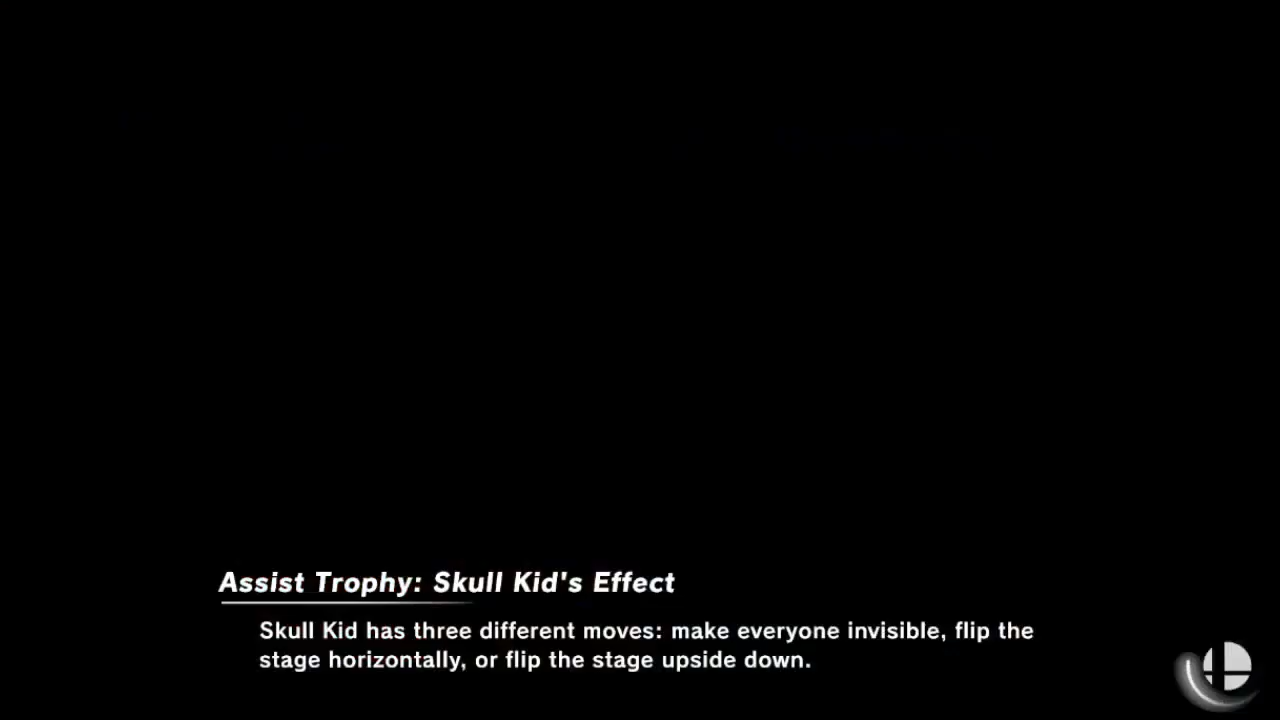 Assist Trophy: Skull Kid's Effect
Skull Kid has three different moves: make everyone invisible, flip the
stage horizontally, or flip the stage upside down.